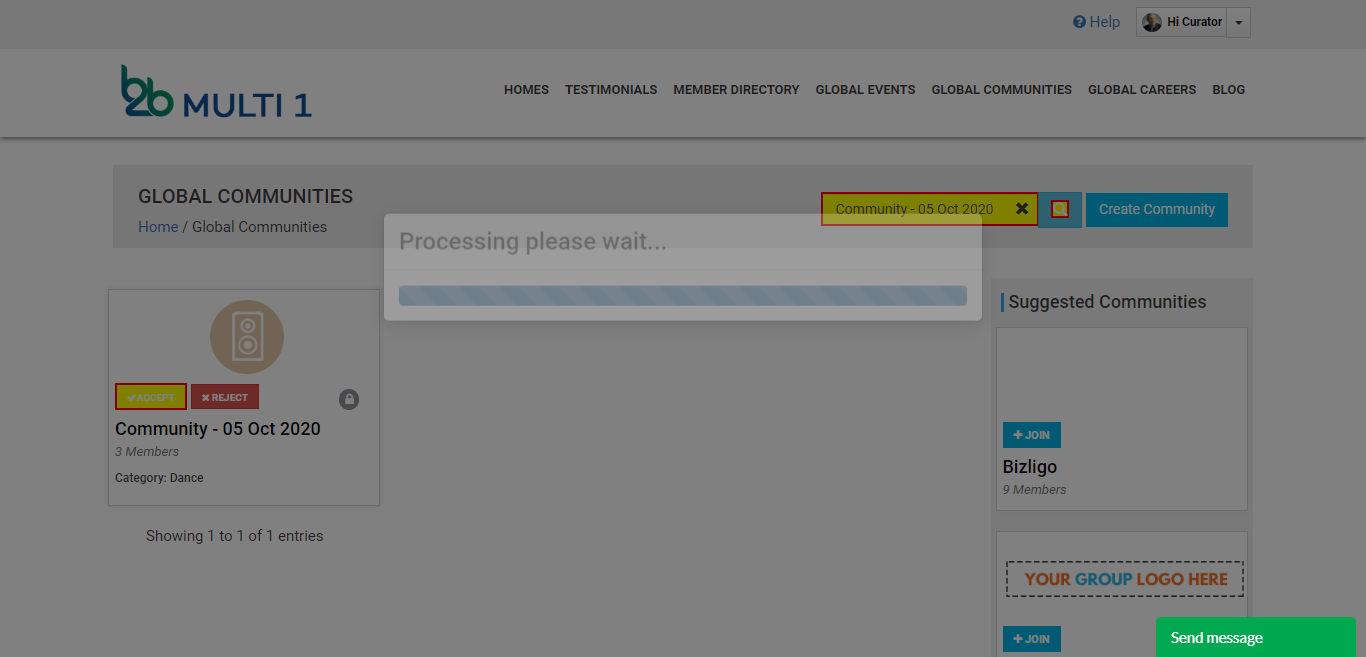 Help
Hi Curator
b2b MULTI 1
HOMES TESTIMONIALS MEMBER DIRECTORY GLOBAL EVENTS GLOBAL COMMUNITIES GLOBAL CAREERS BLOG
GLOBAL COMMUNITIES
Home / Global Communities
Community - 05 Oct 2020
Create Community
Processing please wait...
ACCEPT
REJECT
Community - 05 Oct 2020
3 Members
Category: Dance
Showing 1 to 1 of 1 entries
Suggested Communities
JOIN
Bizligo
9 Members
YOUR GROUP LOGO HERE
JOIN
Send message